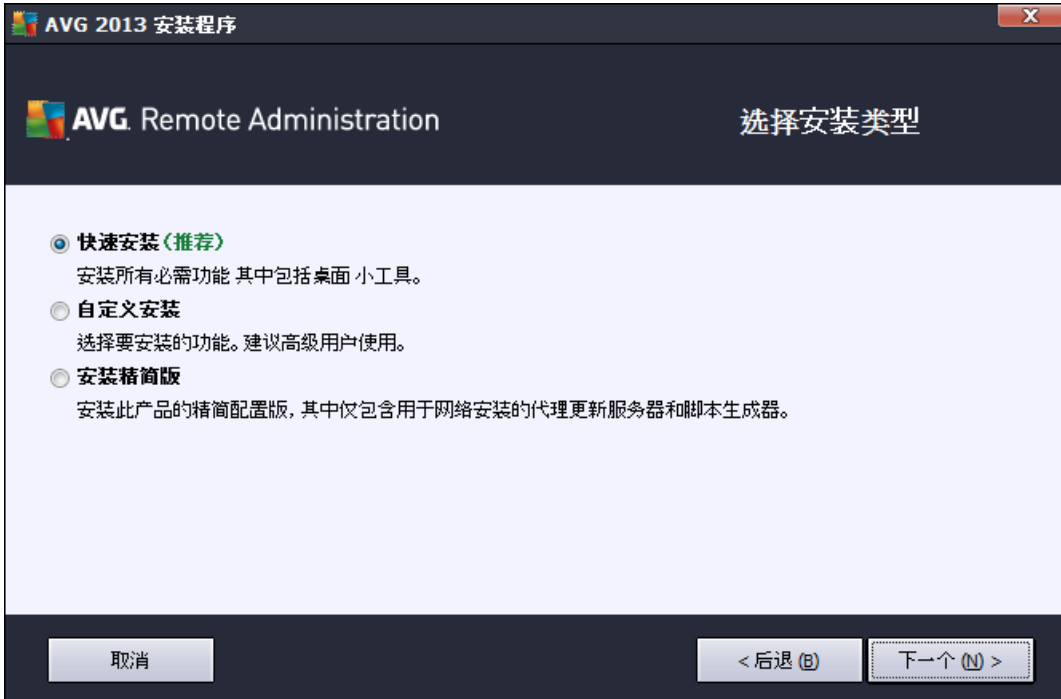 AVG 2013 安装程序
X
AVG. Remote Administration
选择安装类型
快速安装(推荐)
安装所有必需功能 其中包括桌面 小工具。
自定义安装
选择要安装的功能。建议高级用户使用。
安装精简版
安装此产品的精简配置版, 其中仅包含用于网络安装的代理更新服务器和脚本生成器。
取消
< 后退 (B)
下一个 (N) >